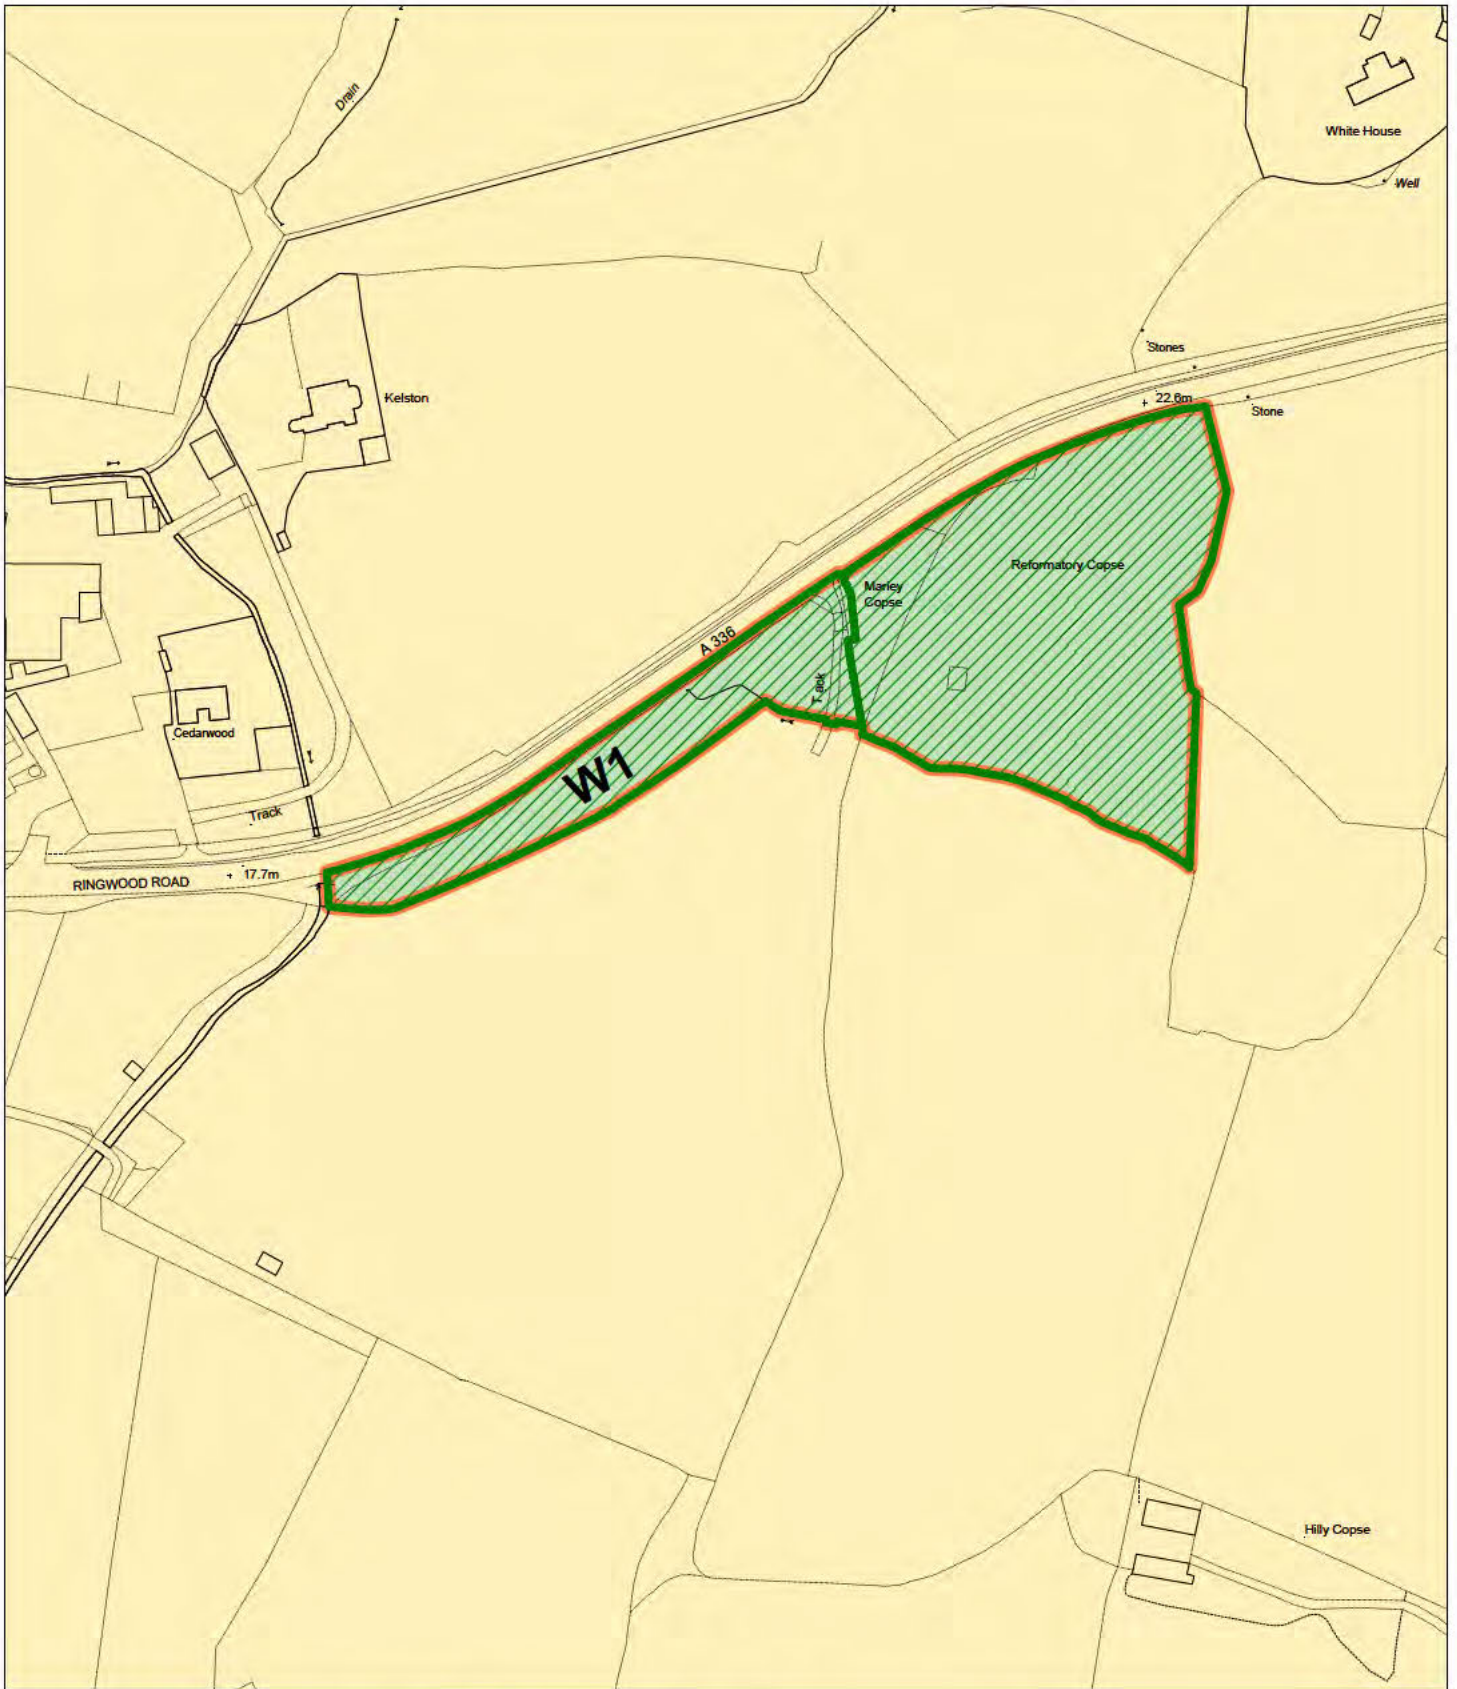 Drain
White House
Well
Stones
Kelston
22.6m
Stone
Reformatory Copse
Marley
Copse
A 336
Track
W1
Cedarwood
Track
17.7m
RINGWOOD ROAD
Hilly Copse